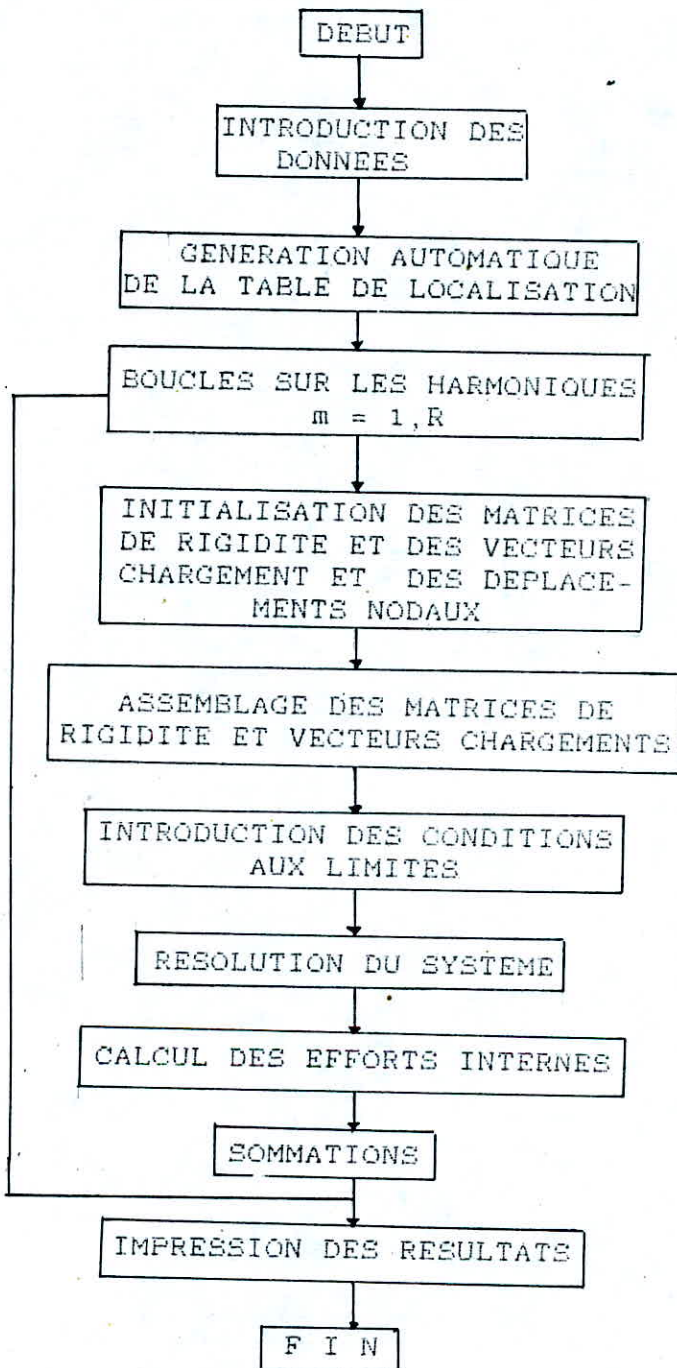 DEBUT
INTRODUCTION DES
DONNEES
GENERATION AUTOMATIQUE
DE LA TABLE DE LOCALISATION
BOUCLES SUR LES HARMONIQUES
m = 1,R
INITIALISATION DES MATRICES
DE RIGIDITE ET DES VECTEURS
CHARGEMENT ET DES DEPLACE-
MENTS NODAUX
ASSEMBLAGE DES MATRICES DE
RIGIDITE ET VECTEURS CHARGEMENTS
INTRODUCTION DES CONDITIONS
AUX LIMITES
RESOLUTION DU SYSTEME
CALCUL DES EFFORTS INTERNES
SOMMATIONS
IMPRESSION DES RESULTATS
F I N